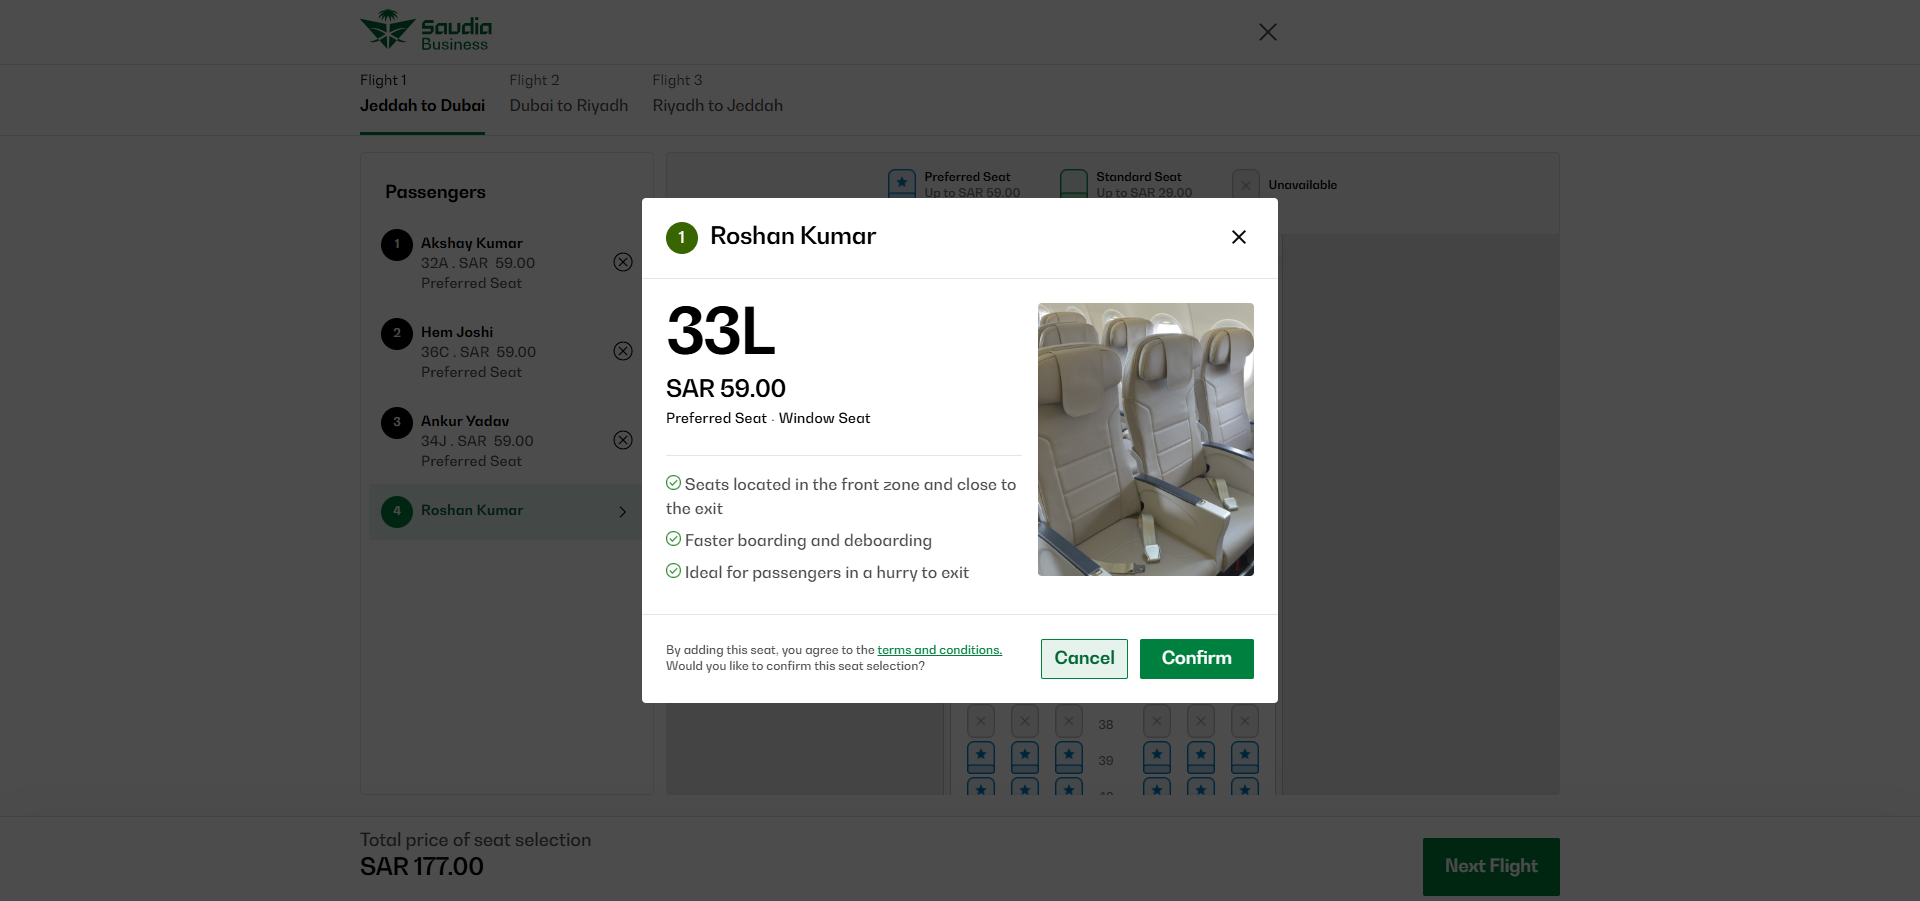 Saudia
Business
Flight 1
Jeddah to Dubai
Flight 2
Dubai to Riyadh
Flight 3
Riyadh to Jeddah
Passengers
1
Akshay Kumar
32A . SAR 59.00
Preferred Seat
2
Hem Joshi
36C . SAR 59.00
Preferred Seat
3
Ankur Yadav
34J . SAR 59.00
Preferred Seat
4
Roshan Kumar
Preferred Seat
Up to SAR 59.00
Standard Seat
Up to SAR 29.00
Unavailable
1
Roshan Kumar
33L
SAR 59.00
Preferred Seat · Window Seat
Seats located in the front zone and close to
the exit
Faster boarding and deboarding
Ideal for passengers in a hurry to exit
By adding this seat, you agree to the terms and conditions.
Would you like to confirm this seat selection?
Cancel
Confirm
38
39
Total price of seat selection
SAR 177.00
Next Flight